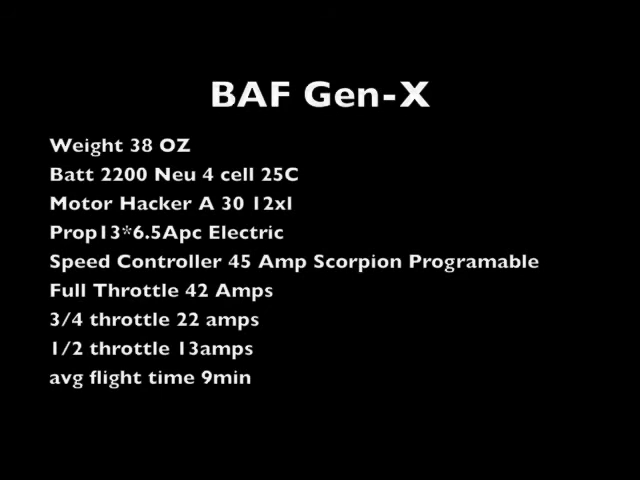 BAF Gen-X
Weight 38 OZ
Batt 2200 Neu 4 cell 25C
Motor Hacker A 30 12xl
Prop13*6.5Apc Electric
Speed Controller 45 Amp Scorpion Programable
Full Throttle 42 Amps
3/4 throttle 22 amps
1/2 throttle 13amps
avg flight time 9min